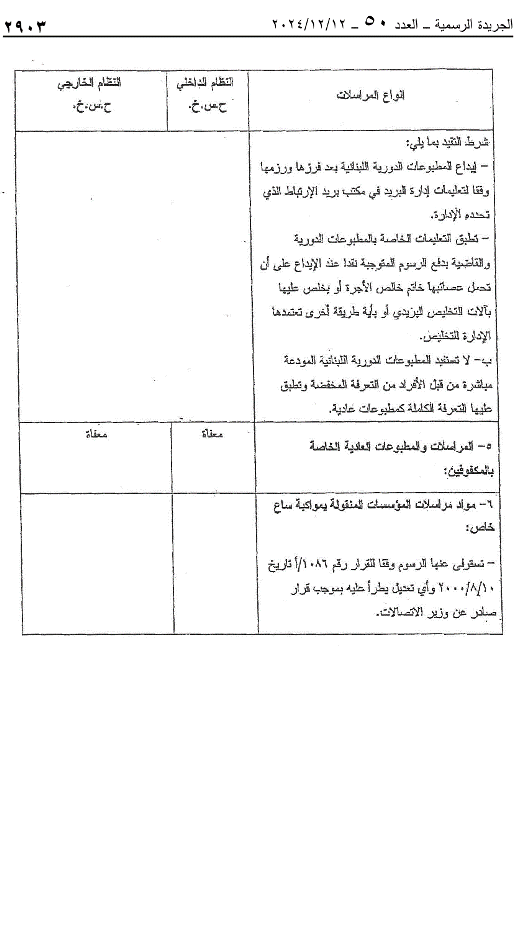 الجريدة الرسمية – العدد ٥٠ – ٢٠٢٤/١٢/١٢
٢٩٠٣
انواع المراسلات
النظام الداخلي
ح.س.خ.
النظام الخارجي
ح.س.خ.
شرط التقيد بما يلي:
– إيداع المطبوعات الدورية اللبنانية بعد فرزها ورزمها
وفقا لتعليمات إدارة البريد في مكتب بريد الإرتباط الذي
تحدده الإدارة.
– تطبق التعليمات الخاصة بالمطبوعات الدورية
والقاضية بدفع الرسوم المتوجبة نقدا عند الإيداع على أن
تحمل عصائبها خاتم خالص الأجرة أو يخلص عليها
بآلات التخليص البريدي أو بأية طريقة أخرى تعتمدها
الإدارة للتخليص.
ب– لا تستفيد المطبوعات الدورية اللبنانية المودعة
مباشرة من قبل الأفراد من التعرفة المخفضة وتطبق
عليها التعرفة الكاملة كمطبوعات عادية.
٥– المراسلات والمطبوعات العادية الخاصة
بالمكفوفين:
معفاة
معفاة
٦– مواد مراسلات المؤسسات المنقولة بمواكبة ساع
خاص:
– تستوفى عنها الرسوم وفقا للقرار رقم ١٠٨٦/أ تاريخ
٢٠٠٠/٨/١٠ وأي تعديل يطرأ عليه بموجب قرار
صادر عن وزير الاتصالات.